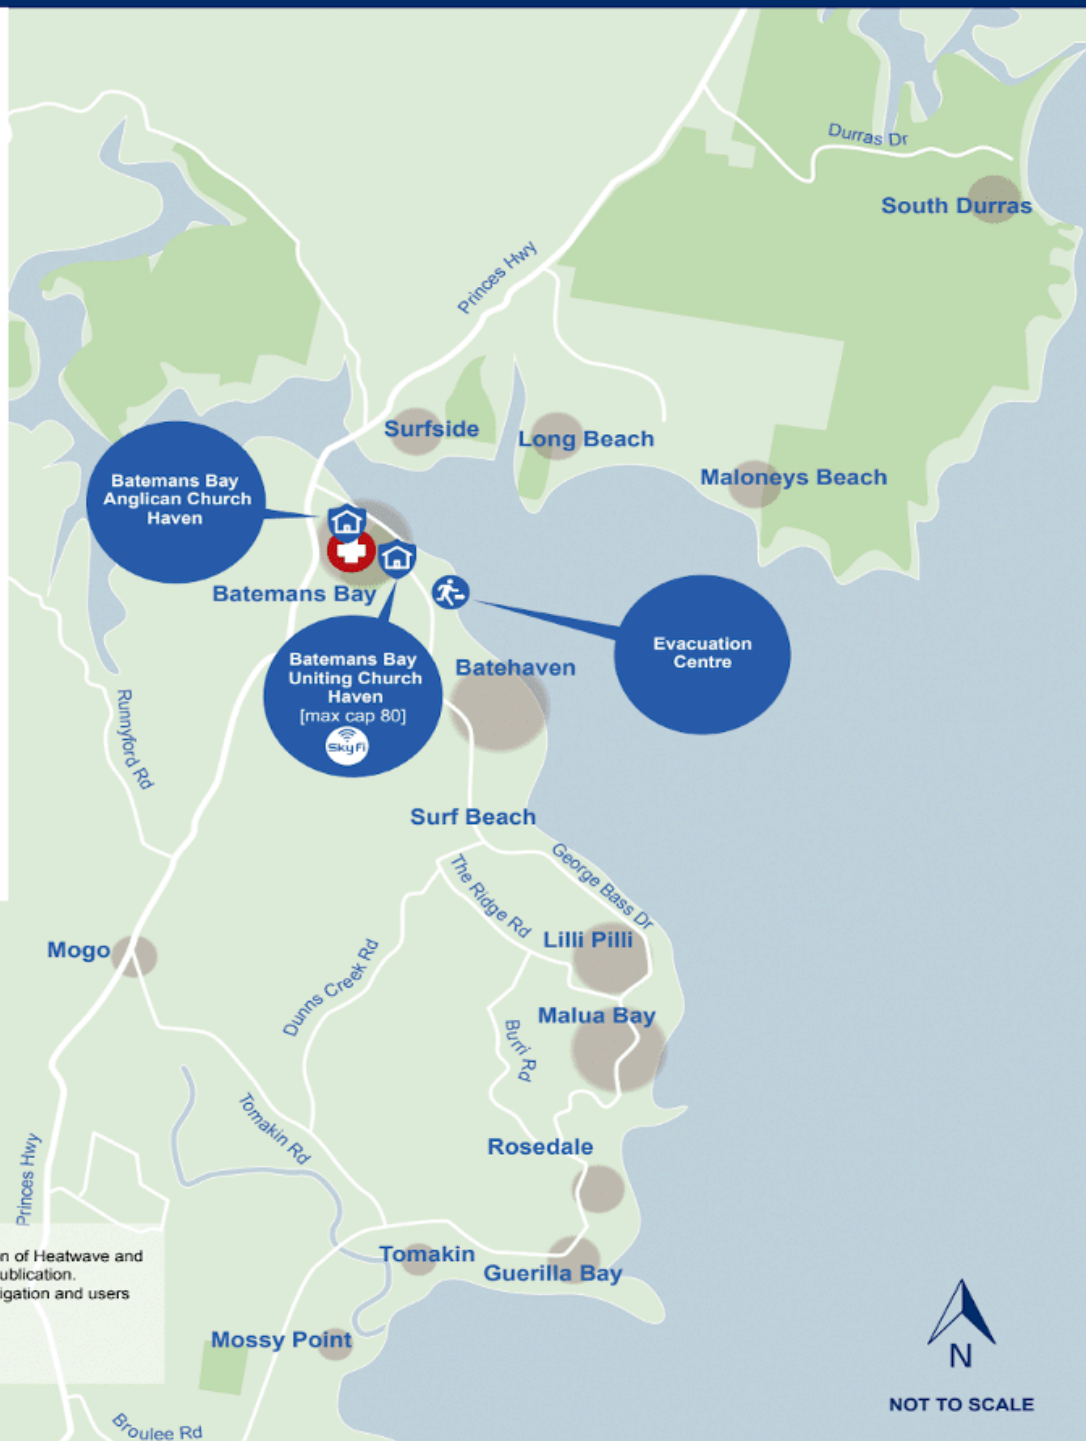 Durras Dr
South Durras
Princes Hwy
Surfside
Long Beach
Maloneys Beach
Batemans Bay
Anglican Church
Haven
Batemans Bay
Evacuation
Centre
Batemans Bay
Uniting Church
Haven
[max cap 80]
SkyFi
Batehaven
Runnyford Rd
Surf Beach
George Bass Dr
The Ridge Rd
Lilli Pilli
Mogo
Dunns Creek Rd
Malua Bay
Burri Rp
Tomakin Rd
Rosedale
Princes Hwy
n of Heatwave and
ublication.
igation and users
Tomakin
Guerilla Bay
Mossy Point
Broulee Rd
N
NOT TO SCALE